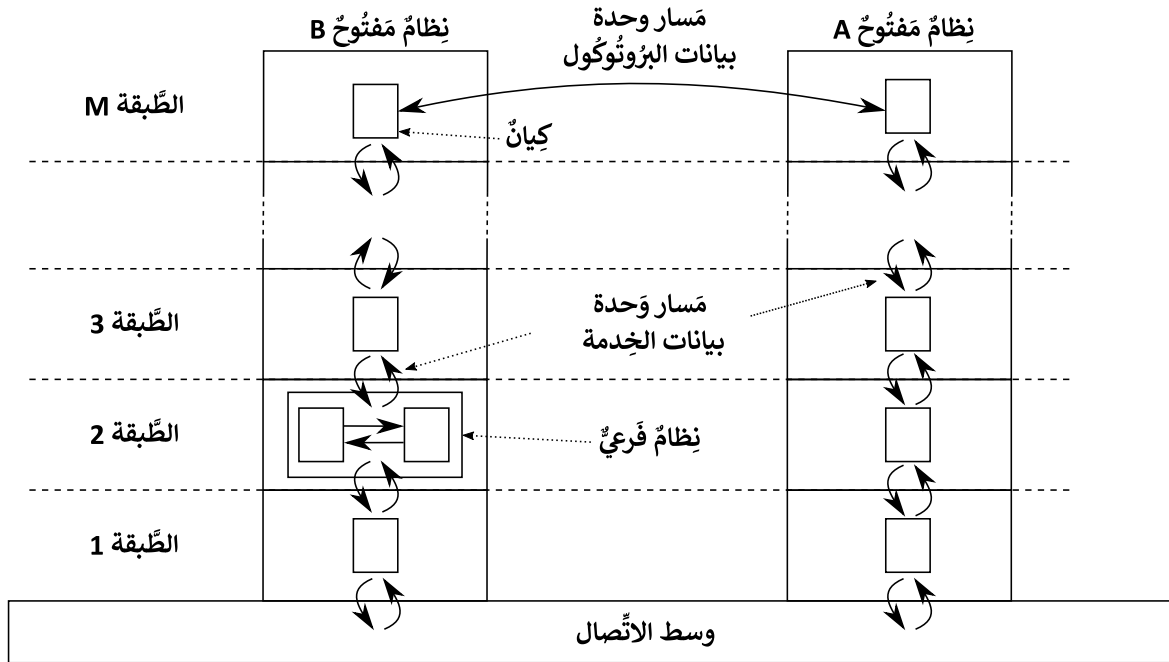 نِظامٌ مَفتُوحٌ A
مَسار وحدة
بيانات البرُوتُوكُول
نِظامٌ مَفتُوحٌ B
الطَّبقة M
كِيانٌ
مَسار وَحدة
بيانات الخِدمة
الطَّبقة 3
نِظامٌ فَرعيٌّ
الطَّبقة 2
الطَّبقة 1
وسط الاتِّصال